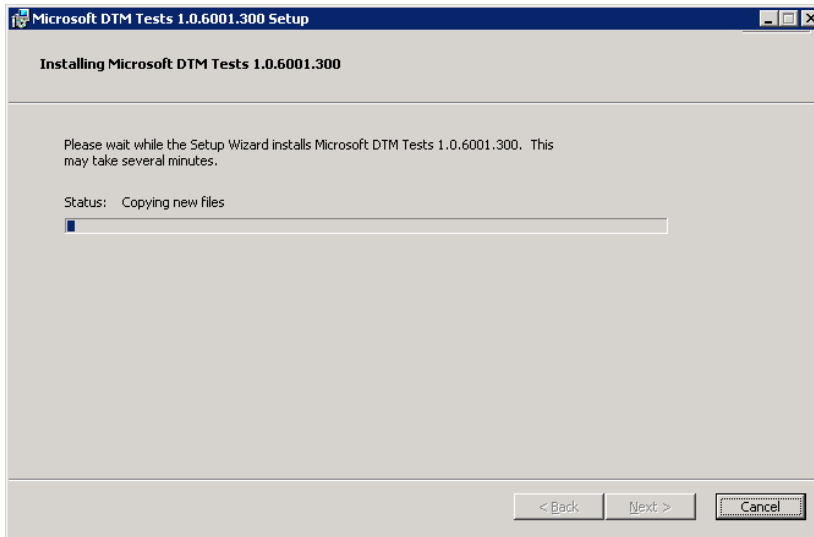 Microsoft DTM Tests 1.0.6001.300 Setup
Installing Microsoft DTM Tests 1.0.6001.300
Please wait while the Setup Wizard installs Microsoft DTM Tests 1.0.6001.300. This
may take several minutes.
Status: Copying new files
< Back Next > Cancel